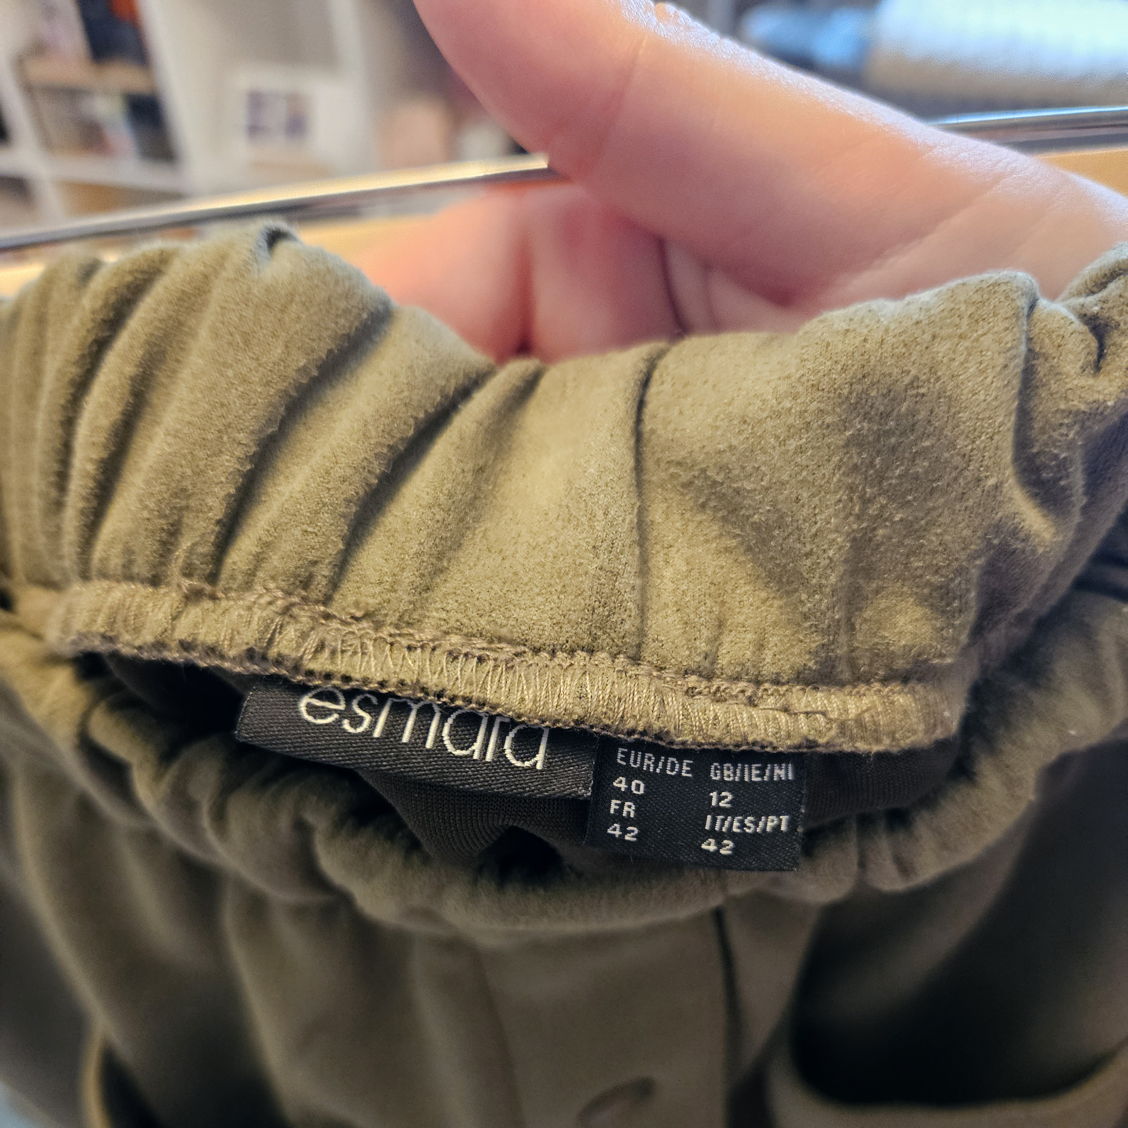 esmara
EUR/DE GB/IE/NI
40 12
FR IT/ES/PT
42 42